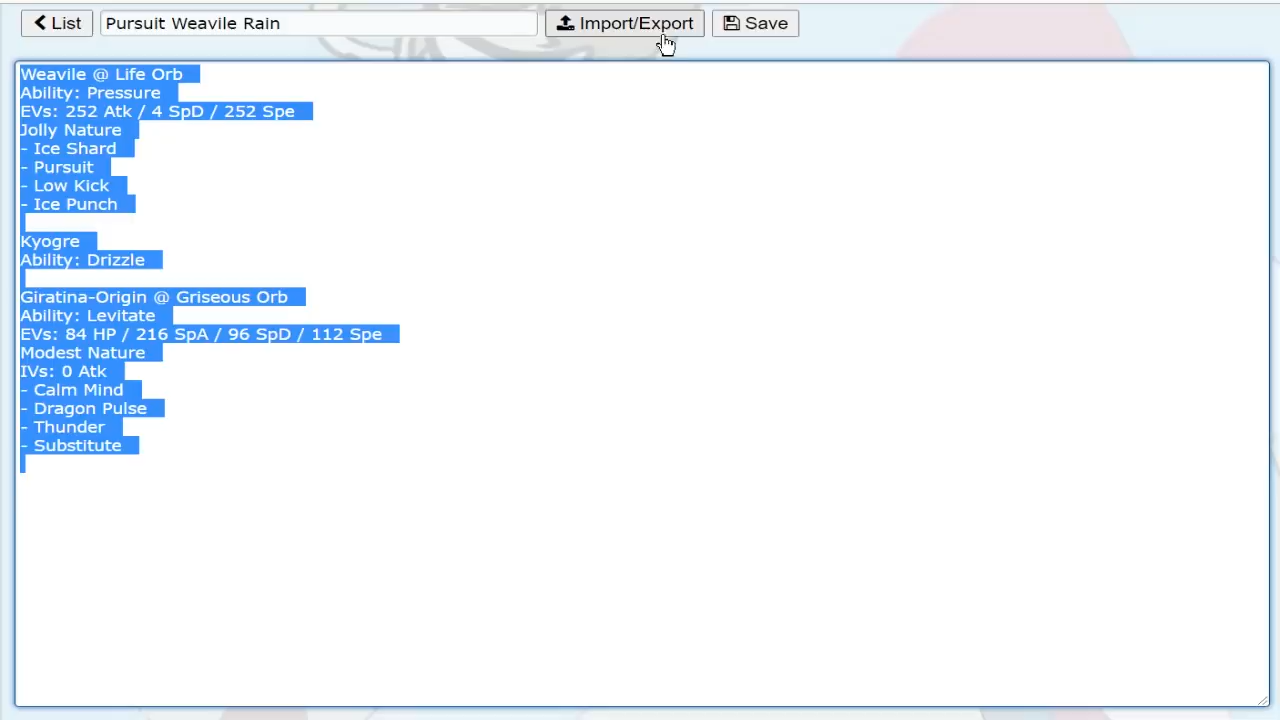 List
Pursuit Weavile Rain
Import/Export
Save
Weavile @ Life Orb
Ability: Pressure
EVs: 252 Atk / 4 SpD / 252 Spe
Jolly Nature
- Ice Shard
- Pursuit
- Low Kick
- Ice Punch
Kyogre
Ability: Drizzle
Giratina-Origin @ Griseous Orb
Ability: Levitate
EVs: 84 HP / 216 SpA / 96 SpD / 112 Spe
Modest Nature
IVs: 0 Atk
- Calm Mind
- Dragon Pulse
- Thunder
- Substitute